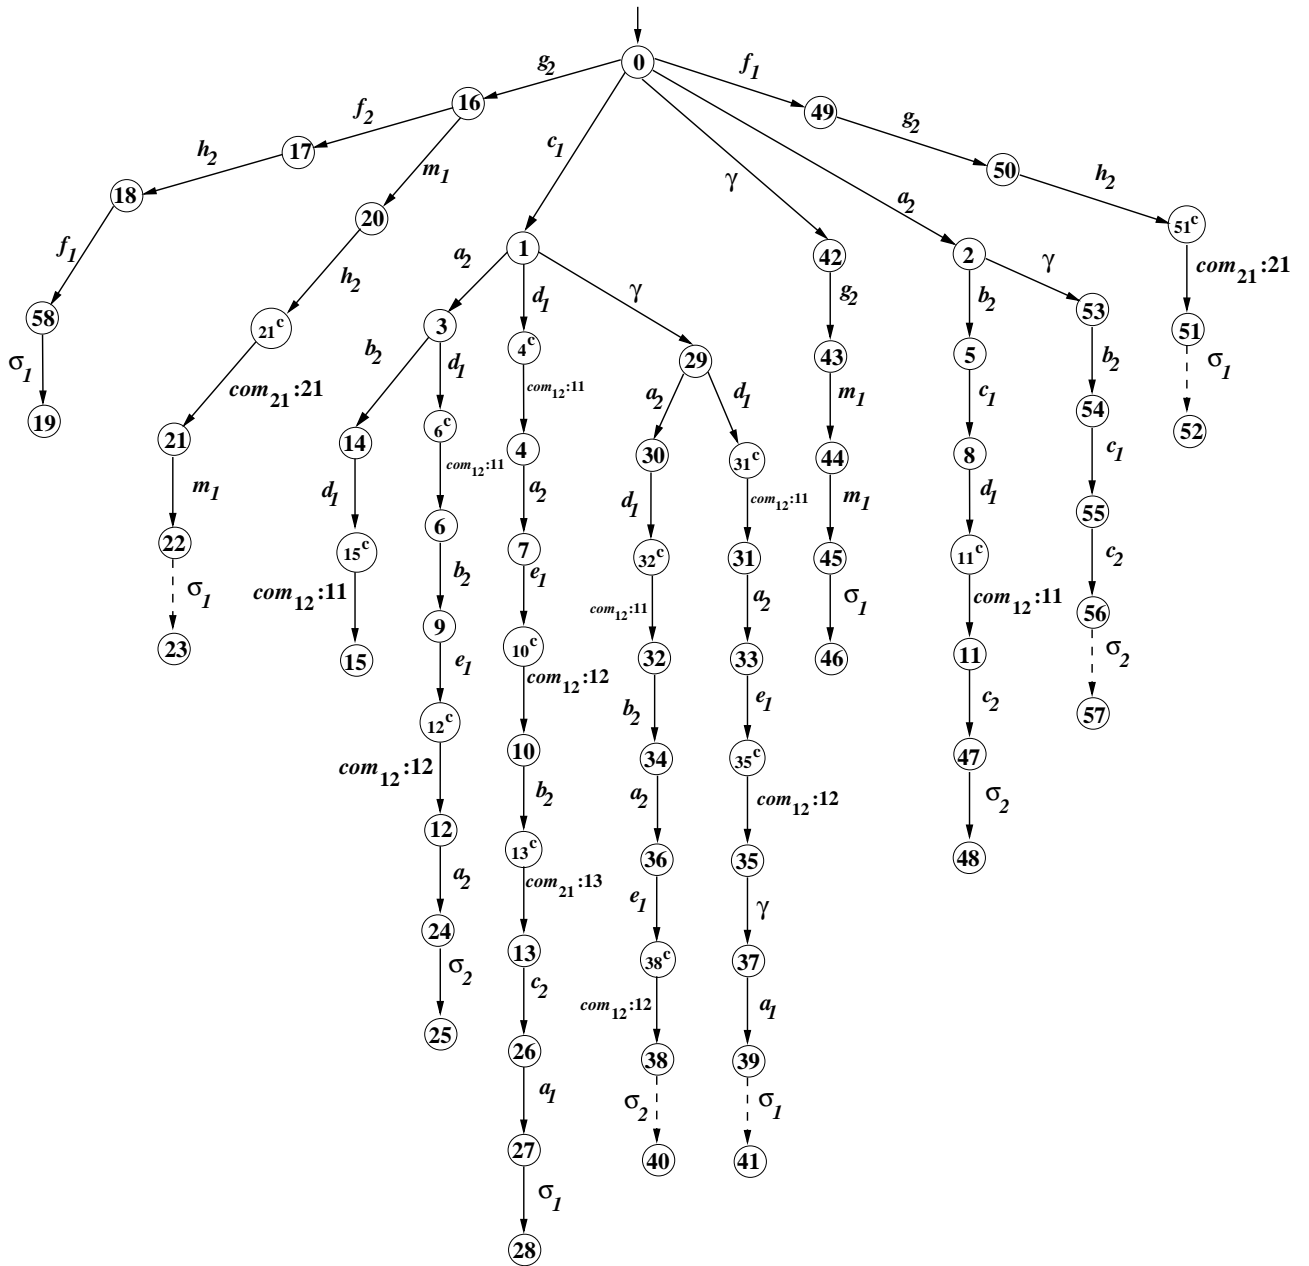 0
g2
f1
16
49
f2
g2
c1
17
h2
m1
γ
50
h2
18
a2
20
51c
f1
1
42
2
a2
γ
com21:21
h2
d1
γ
g2
b2
53
58
21c
3
4c
51
b2
d1
29
43
5
b2
σ1
σ1
com21:21
com12:11
a2
d1
m1
c1
54
19
6c
52
21
14
4
30
31c
44
8
c1
com12:11
m1
d1
a2
d1
com12:11
m1
d1
55
22
15c
6
7
32c
31
45
11c
c2
σ1
com12:11
b2
e1
com12:11
a2
σ1
com12:11
56
23
15
9
10c
32
33
46
11
σ2
e1
com12:12
b2
e1
c2
57
12c
10
34
35c
47
com12:12
b2
a2
com12:12
σ2
12
13c
36
35
48
a2
com21:13
e1
γ
24
13
38c
37
σ2
c2
com12:12
a1
25
26
38
39
a1
σ2
σ1
27
40
41
σ1
28